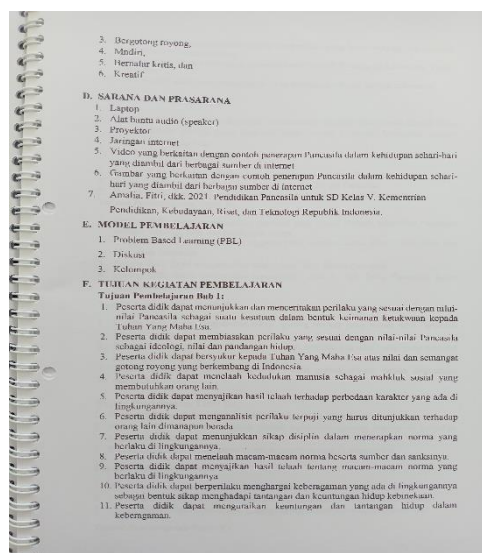 3. Bergotong royong,
4. Mndiri,
5. Bernalar kritis, dan
6. Kreatif
D. SARANA DAN PRASARANA
1. Laptop
2. Alat bantu audio (speaker)
3. Proyektor
4. Jaringan internet
5. Video yang berkaitan dengan contoh penerapan Pancasila dalam kehidupan sehari-hari
yang diambil dari berbagai sumber di internet
6. Gambar yang berkaitan dengan contoh penerapan Pancasila dalam kehidupan sehari-
hari yang diambil dari berbagai sumber di internet
7. Amalia, Fitri, dkk. 2021. Pendidikan Pancasila untuk SD Kelas V. Kementrian
Pendidikan, Kebudayaan, Riset, dan Teknologi Republik Indonesia.
E. MODEL PEMBELAJARAN
1. Problem Based Learning (PBL)
2. Diskusi
3. Kelompok
F. TUJUAN KEGIATAN PEMBELAJARAN
Tujuan Pembelajaran Bab 1:
1. Peserta didik dapat menunjukkan dan menceritakan perilaku yang sesuai dengan nilai-
nilai Pancasila sebagai suatu kesatuan dalam bentuk keimanan ketakwaan kepada
Tuhan Yang Maha Esa.
2. Peserta didik dapat membiasakan perilaku yang sesuai dengan nilai-nilai Pancasila
sebagai ideologi, nilai dan pandangan hidup.
3. Peserta didik dapat bersyukur kepada Tuhan Yang Maha Esa atas nilai dan semangat
gotong royong yang berkembang di Indonesia.
4. Peserta didik dapat menelaah kedudukan manusia sebagai mahkluk sosial yang
membutuhkan orang lain.
5. Peserta didik dapat menyajikan hasil telaah terhadap perbedaan karakter yang ada di
lingkungannya.
6. Peserta didik dapat menganalisis perilaku terpuji yang harus ditunjukkan terhadap
orang lain dimanapun berada
7. Peserta didik dapat menunjukkan sikap disiplin dalam menerapkan norma yang
berlaku di lingkungannya.
8. Peserta didik dapat menelaah macam-macam norma beserta sumber dan sanksinya.
9. Peserta didik dapat menyajikan hasil telaah tentang macam-macam norma yang
berlaku di lingkungannya
10. Peserta didik dapat berperilaku menghargai keberagaman yang ada di lingkungannya
sebagai bentuk sikap menghadapi tantangan dan keuntungan hidup kebinekaan.
11. Peserta didik dapat menguraikan keuntungan dan tantangan hidup dalam
keberagaman.